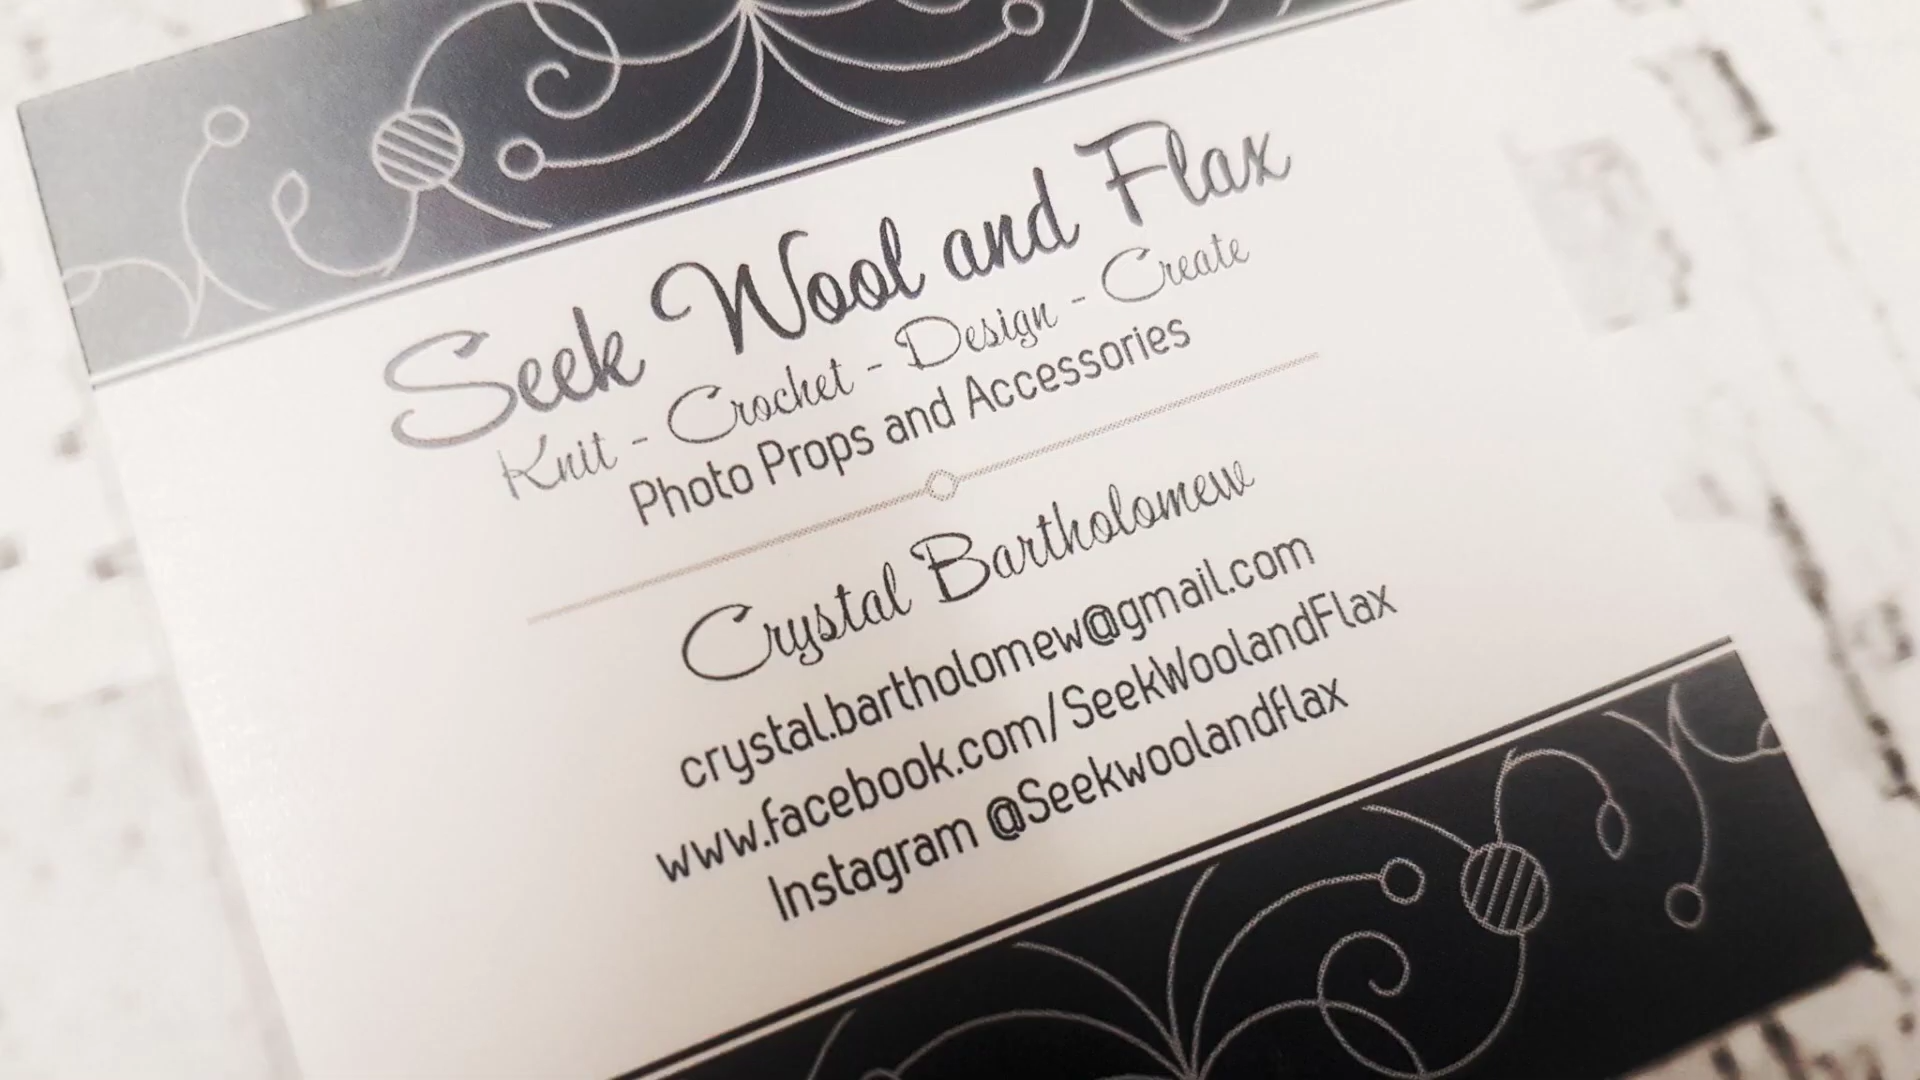 Seek Wool and Flax
Knit - Crochet - Design - Create
Photo Props and Accessories
Crystal Bartholomew
crystal.bartholomew@gmail.com
www.facebook.com/SeekWoolandFlax
Instagram @Seekwoolandflax